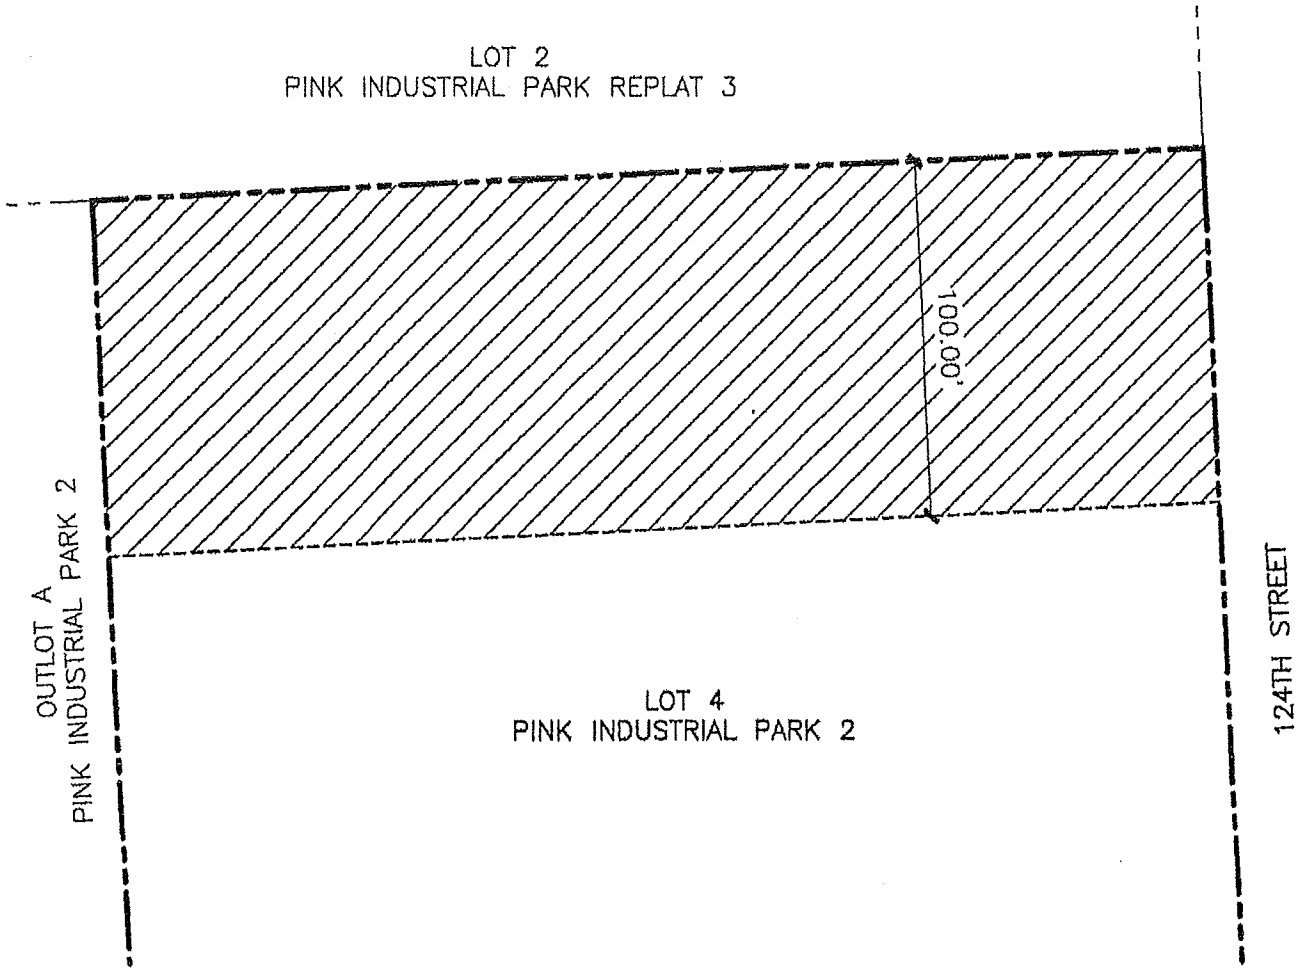 LOT 2
PINK INDUSTRIAL PARK REPLAT 3
100.00'
OUTLOT A
PINK INDUSTRIAL PARK 2
LOT 4
PINK INDUSTRIAL PARK 2
124TH STREET